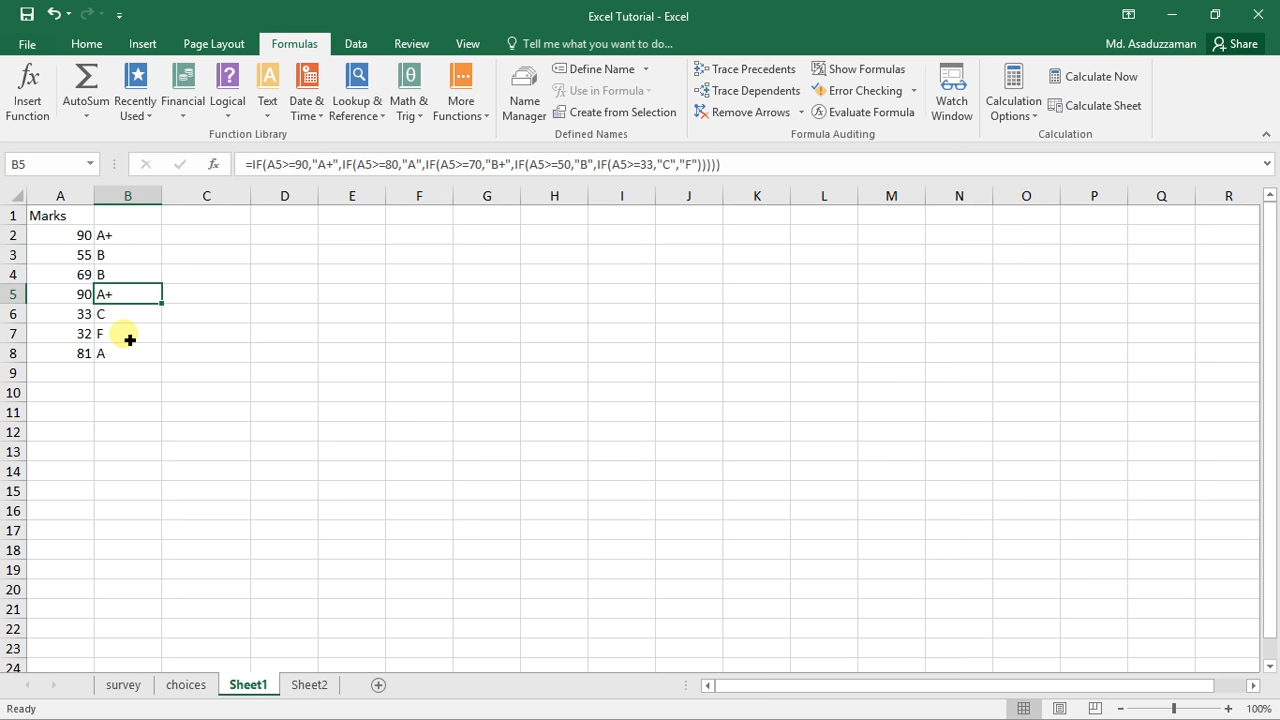 Excel Tutorial - Excel
File
Home
Insert
Page Layout
Formulas
Data
Review
View
Tell me what you want to do...
Md. Asaduzzaman
Share
fx
Insert
Function
AutoSum
Recently
Used
Financial
Logical
Text
Date &
Time
Lookup &
Reference
Math &
Trig
More
Functions
Function Library
Name
Manager
Define Name
Use in Formula
Create from Selection
Defined Names
Trace Precedents
Trace Dependents
Remove Arrows
Show Formulas
Error Checking
Evaluate Formula
Formula Auditing
Watch
Window
Calculation
Options
Calculate Now
Calculate Sheet
Calculation
B5
fx
=IF(A5>=90,"A+",IF(A5>=80,"A",IF(A5>=70,"B+",IF(A5>=50,"B",IF(A5>=33,"C","F")))))
A B C D E F G H I J K L M N O P Q R
1 Marks
2 90 A+
3 55 B
4 69 B
5 90 A+
6 33 C
7 32 F
8 81 A
9
10
11
12
13
14
15
16
17
18
19
20
21
22
23
24
survey
choices
Sheet1
Sheet2
Ready
100%